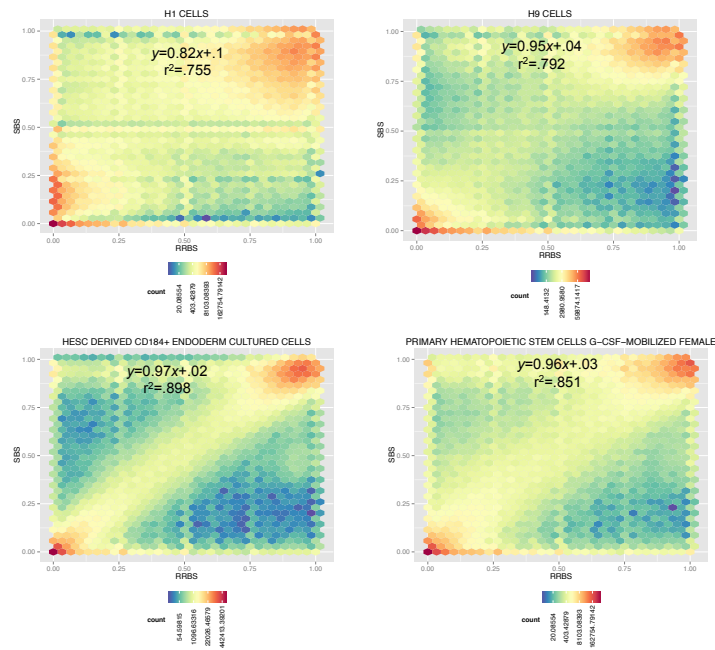 H1 CELLS
y=0.82x+.1
r²=.755
1.00
0.75
0.50
0.25
0.00
SBS
0.00 0.25 0.50 0.75 1.00
RRBS
count
20.08554
403.42879
8103.08393
162754.79142
H9 CELLS
y=0.95x+.04
r²=.792
1.00
0.75
0.50
0.25
0.00
SBS
0.00 0.25 0.50 0.75 1.00
RRBS
count
148.4132
2980.9580
59874.1417
HESC DERIVED CD184+ ENDODERM CULTURED CELLS
y=0.97x+.02
r²=.898
1.00
0.75
0.50
0.25
0.00
SBS
0.00 0.25 0.50 0.75 1.00
RRBS
count
54.59815
1096.63316
22026.46579
442413.39201
PRIMARY HEMATOPOIETIC STEM CELLS G-CSF-MOBILIZED FEMALE
y=0.96x+.03
r²=.851
1.00
0.75
0.50
0.25
0.00
SBS
0.00 0.25 0.50 0.75 1.00
RRBS
count
20.08554
403.42879
8103.08393
162754.79142